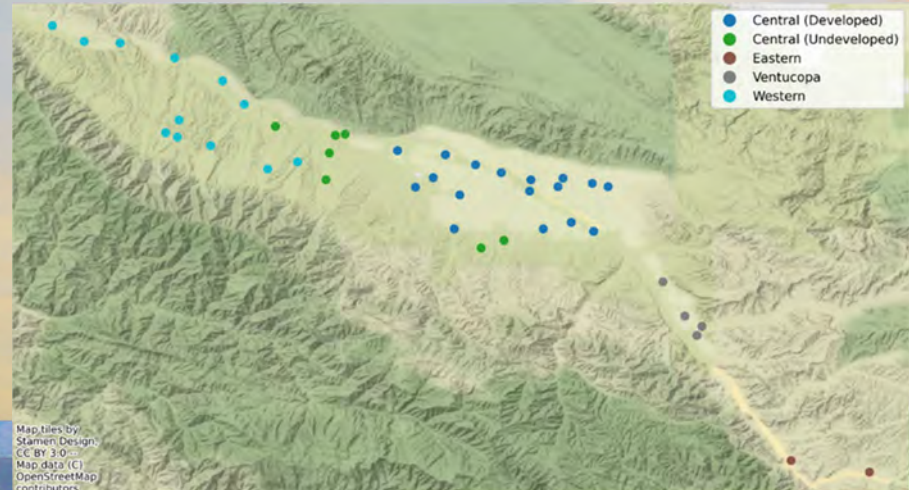 Central (Developed)
Central (Undeveloped)
Eastern
Ventucopa
Western
Map tiles by
Stamen Design,
CC BY 3.0 --
Map data (C)
OpenStreetMap
contributors